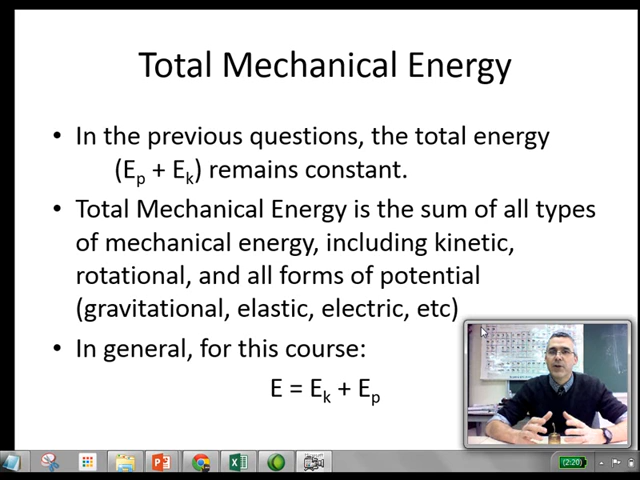 Total Mechanical Energy
• In the previous questions, the total energy
(Ep + Ek) remains constant.
• Total Mechanical Energy is the sum of all types
of mechanical energy, including kinetic,
rotational, and all forms of potential
(gravitational, elastic, electric, etc)
• In general, for this course:
E = Ek + Ep
(2:20)